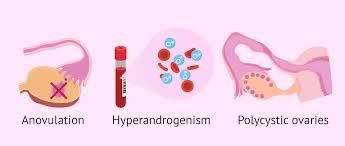 Anovulation
Hyperandrogenism
Polycystic ovaries